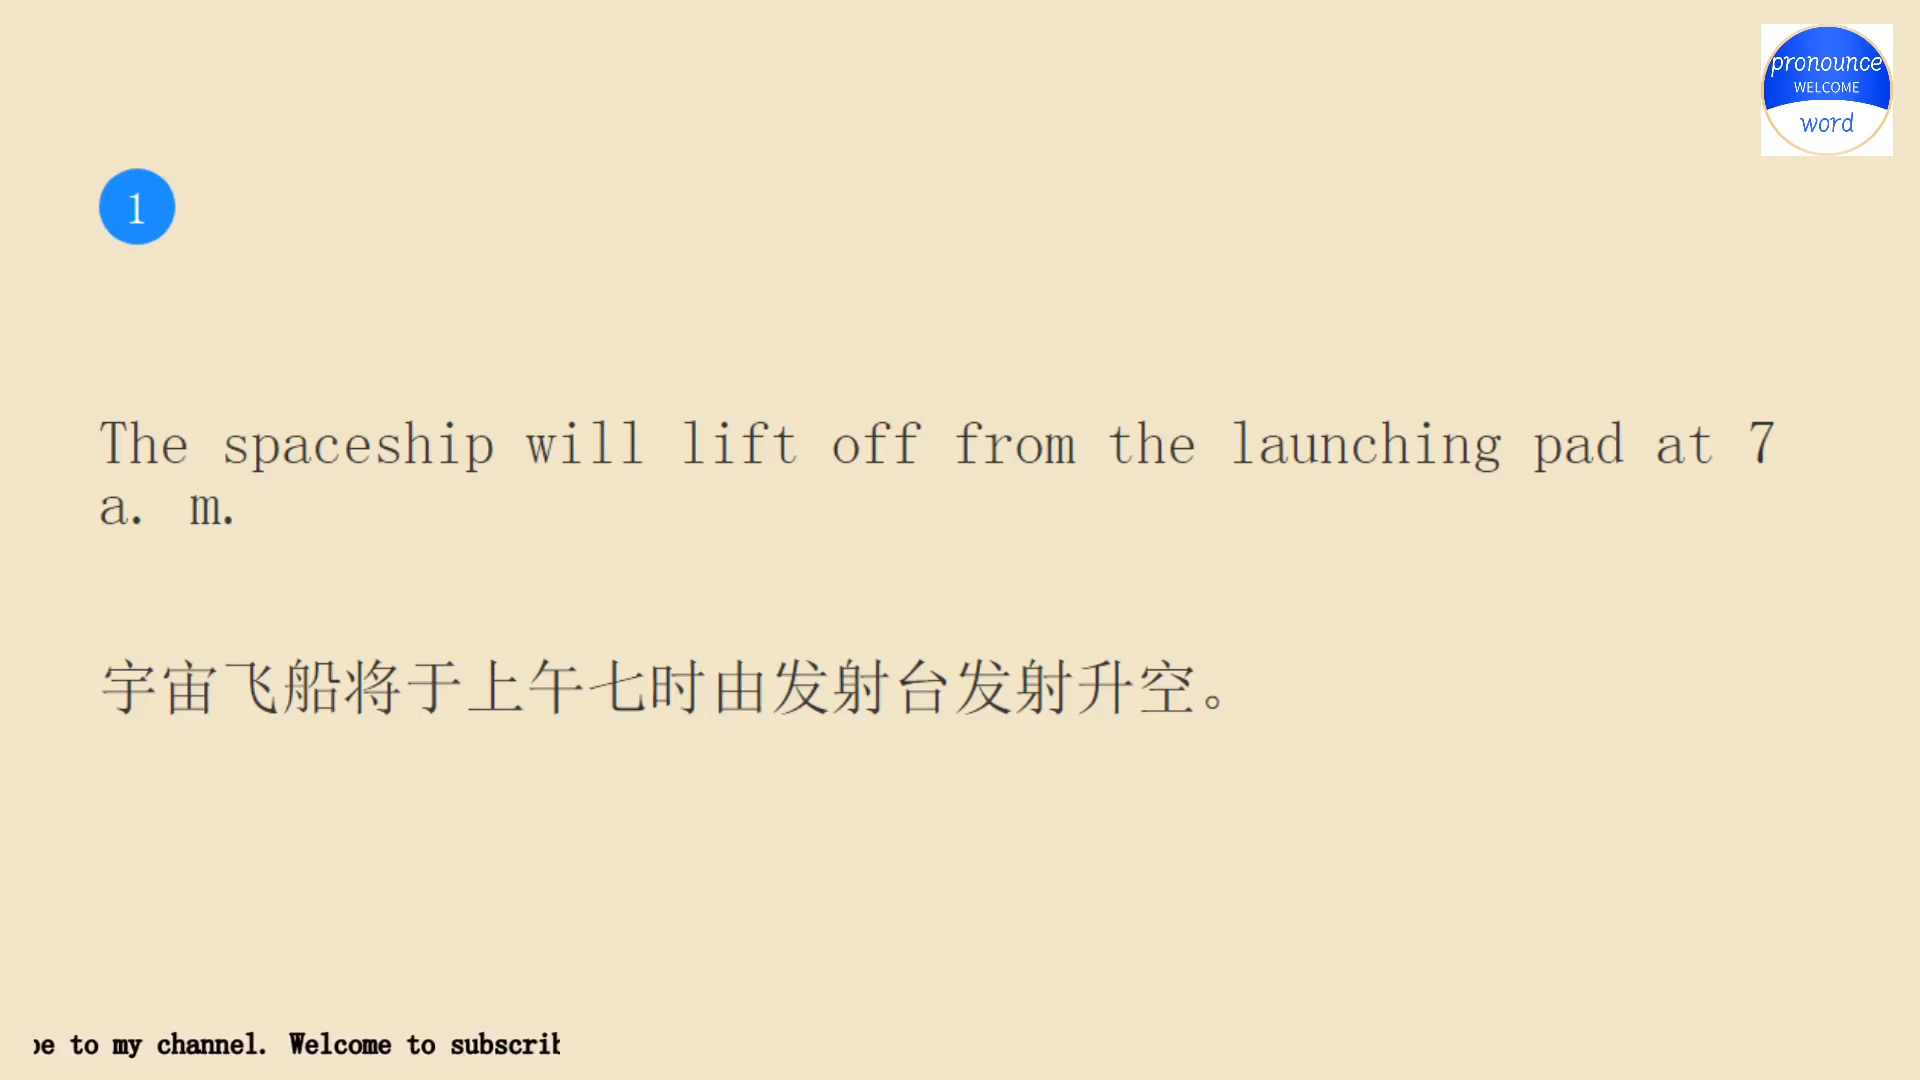 pronounce
WELCOME
word
1
The spaceship will lift off from the launching pad at 7
a. m.
宇宙飞船将于上午七时由发射台发射升空。
to my channel. Welcome to